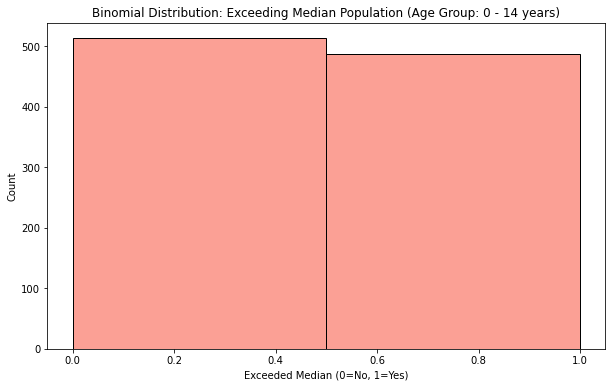 Binomial Distribution: Exceeding Median Population (Age Group: 0 - 14 years)
500
400
300
200
100
0
Count
0.0 0.2 0.4 0.6 0.8 1.0
Exceeded Median (0=No, 1=Yes)